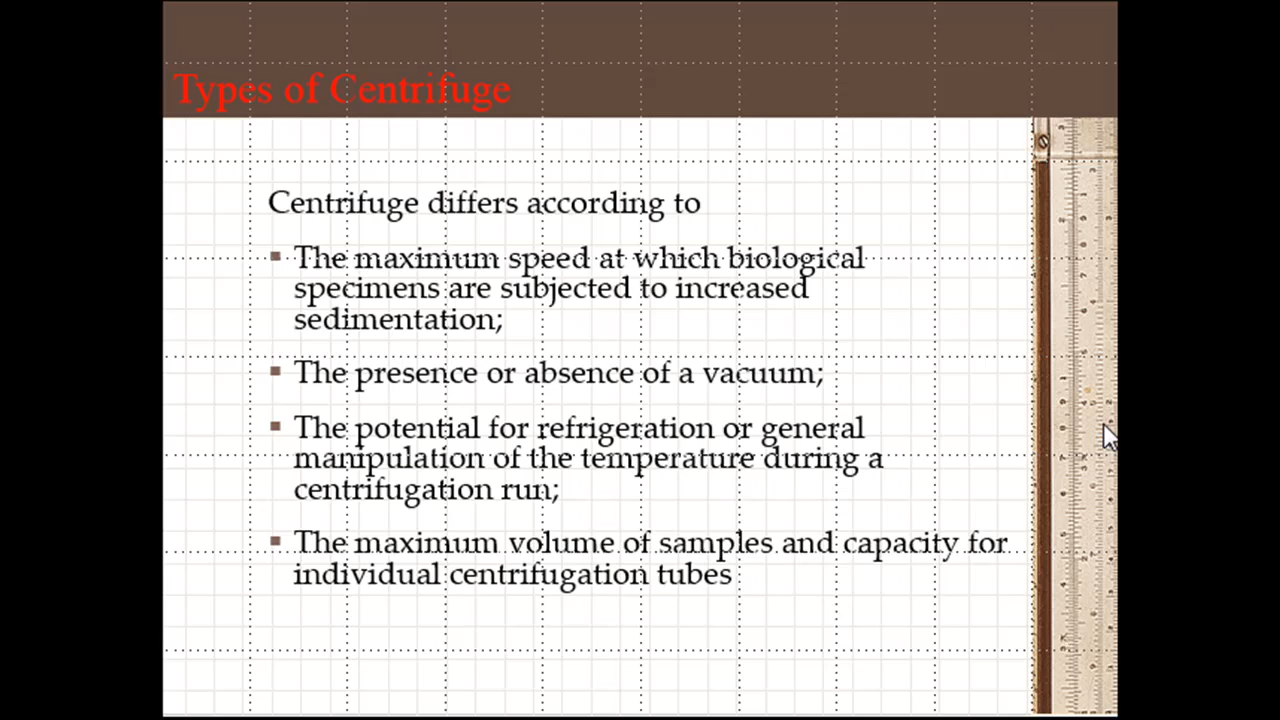 Types of Centrifuge
Centrifuge differs according to
▪ The maximum speed at which biological
specimens are subjected to increased
sedimentation;
▪ The presence or absence of a vacuum;
▪ The potential for refrigeration or general
manipulation of the temperature during a
centrifugation run;
▪ The maximum volume of samples and capacity for
individual centrifugation tubes